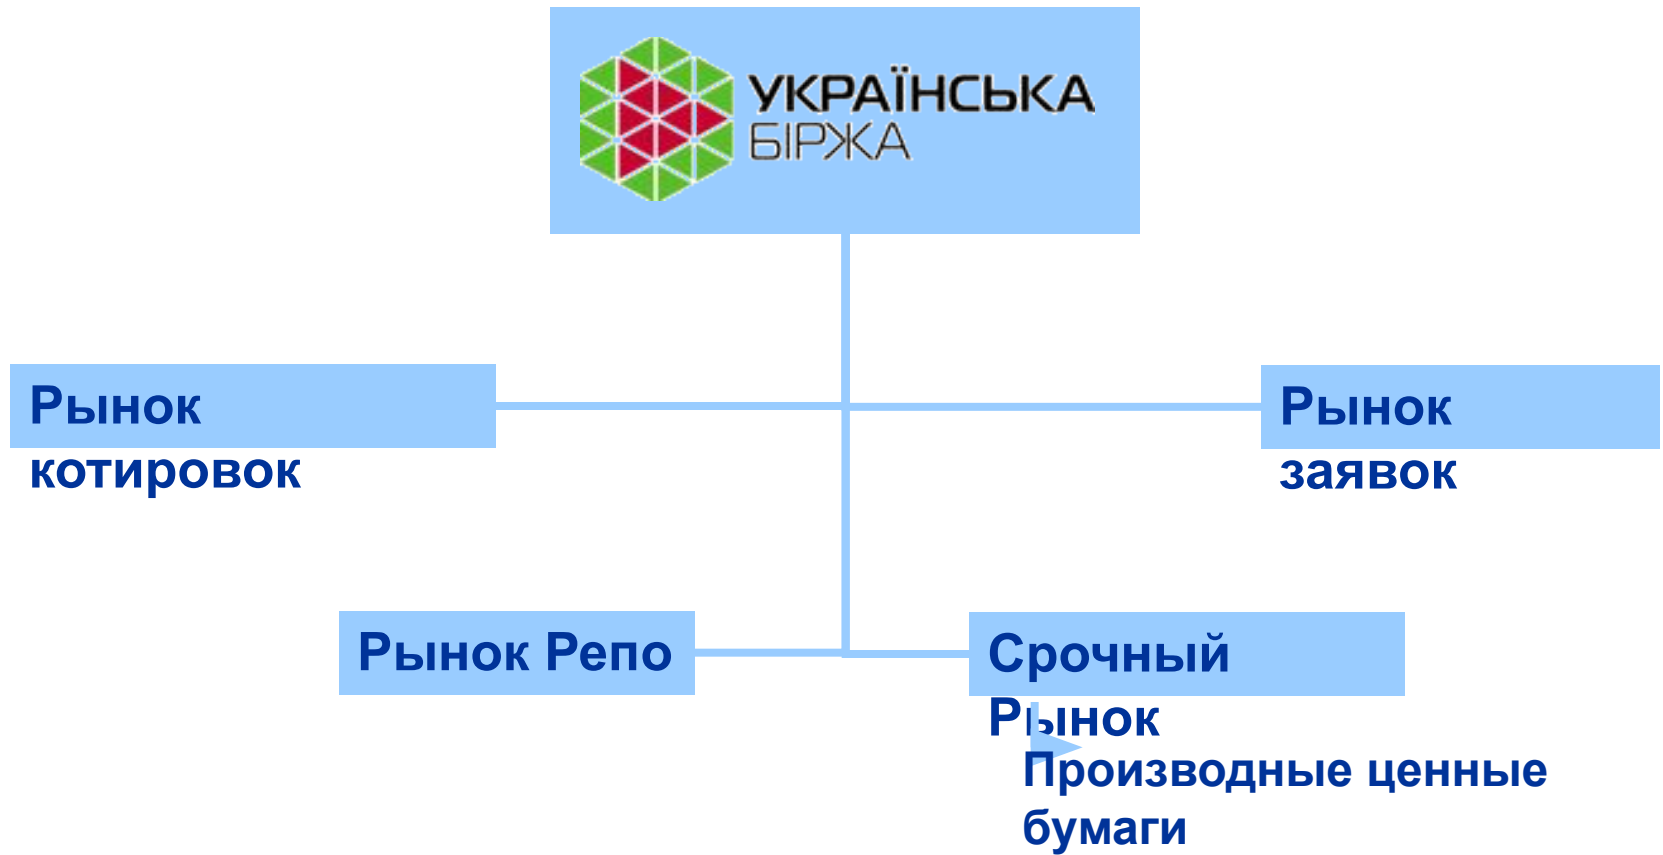 УКРАЇНСЬКА
БІРЖА
Рынок
котировок
Рынок
заявок
Рынок Репо
Срочный
Рынок
Производные ценные
бумаги